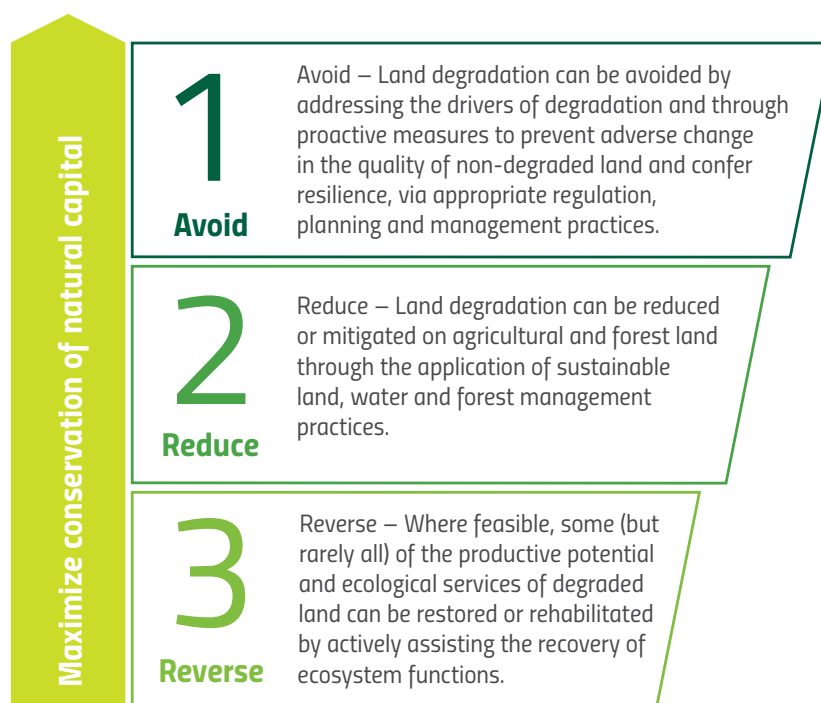 Maximize conservation of natural capital
1
Avoid
Avoid – Land degradation can be avoided by
addressing the drivers of degradation and through
proactive measures to prevent adverse change
in the quality of non-degraded land and confer
resilience, via appropriate regulation,
planning and management practices.
2
Reduce
Reduce – Land degradation can be reduced
or mitigated on agricultural and forest land
through the application of sustainable
land, water and forest management
practices.
3
Reverse
Reverse – Where feasible, some (but
rarely all) of the productive potential
and ecological services of degraded
land can be restored or rehabilitated
by actively assisting the recovery of
ecosystem functions.